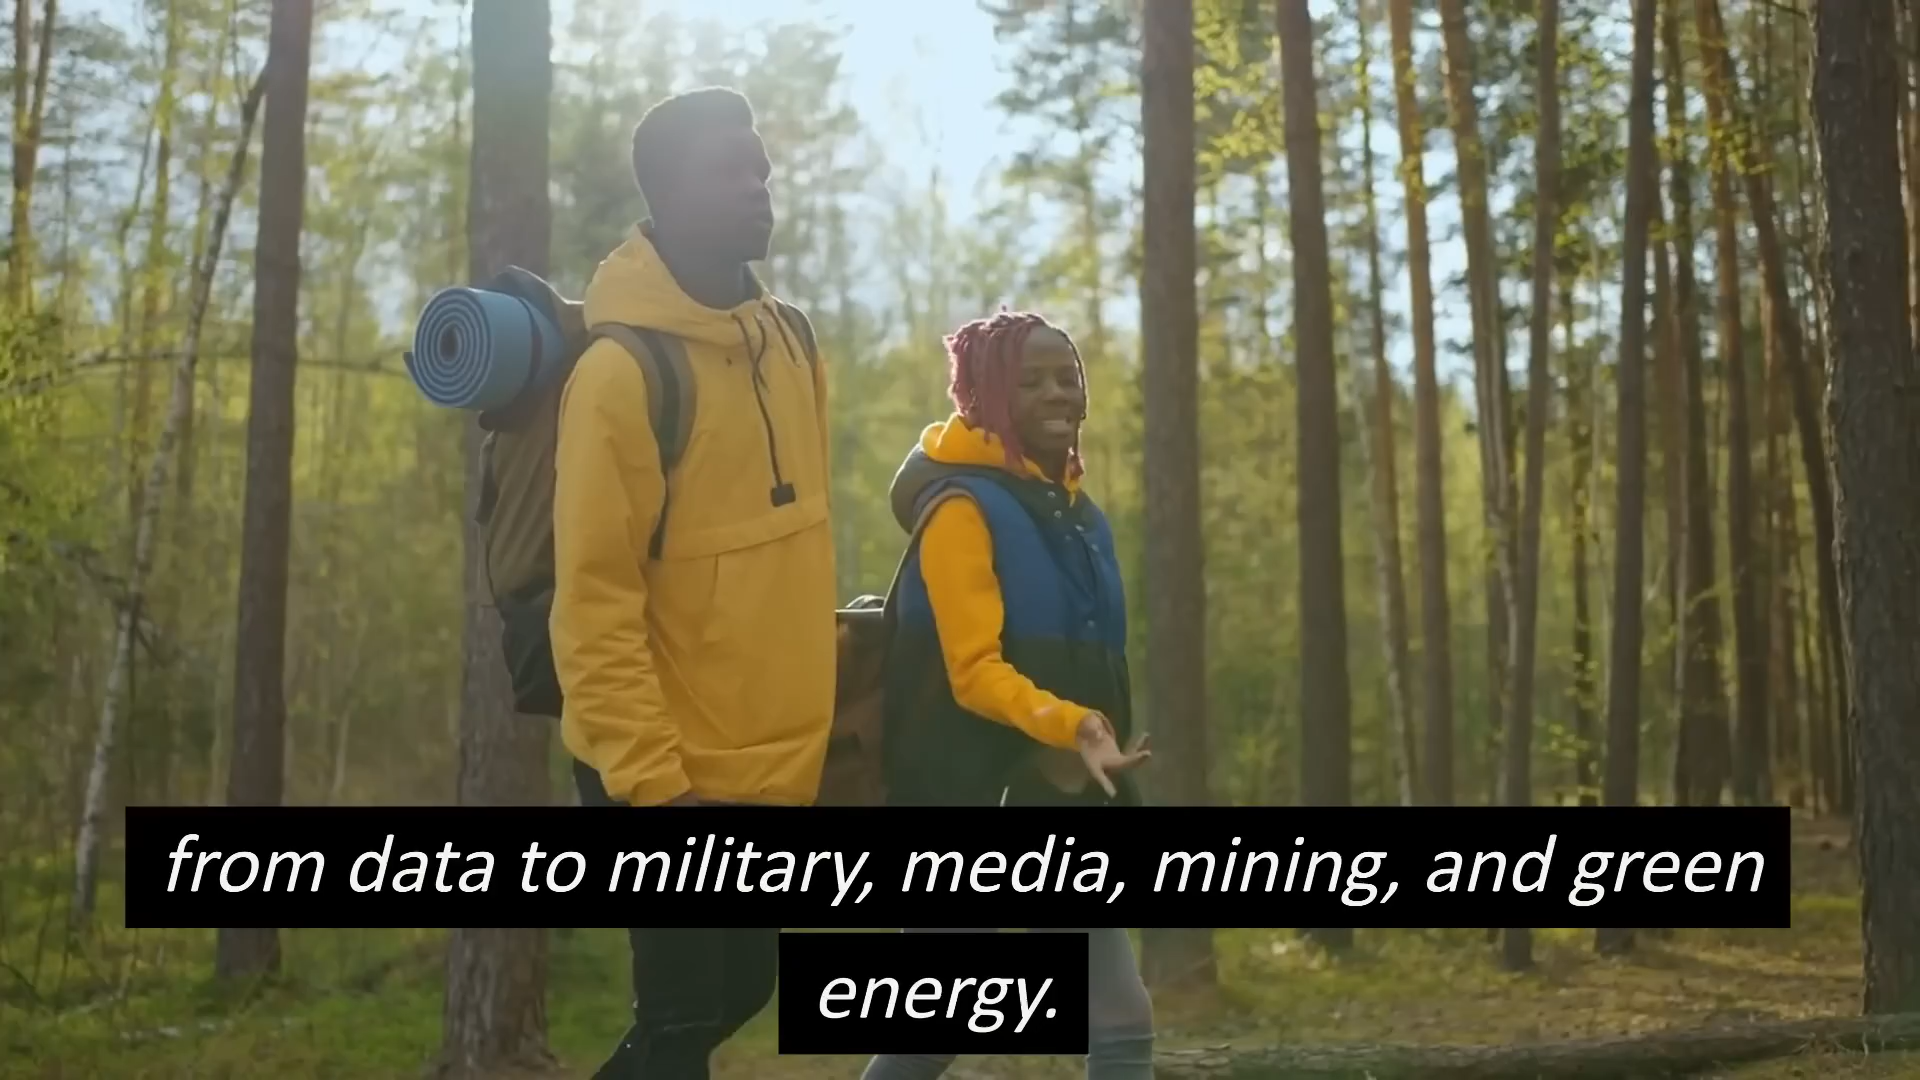 from data to military, media, mining, and green
energy.